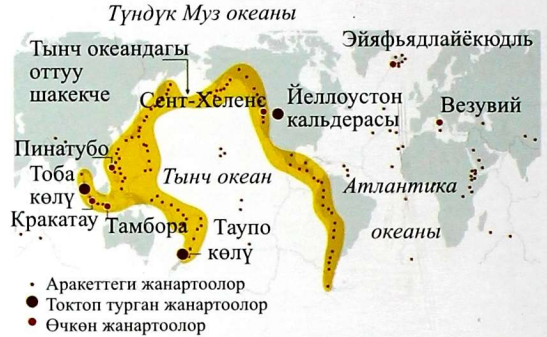 Түндүк Муз океаны
Тынч океандагы
оттуу
шакекче
Эйяфьядлайёкюдль
Сент-Хеленс
Йеллоустон
кальдерасы
Везувий
Пинатубо
Тоба
көлү
Тынч океан
Атлантика
океаны
Кракатау
Тамбора
Таупо
көлү
Аракеттеги жанартоолор
Токтоп турган жанартоолор
Өчкөн жанартоолор